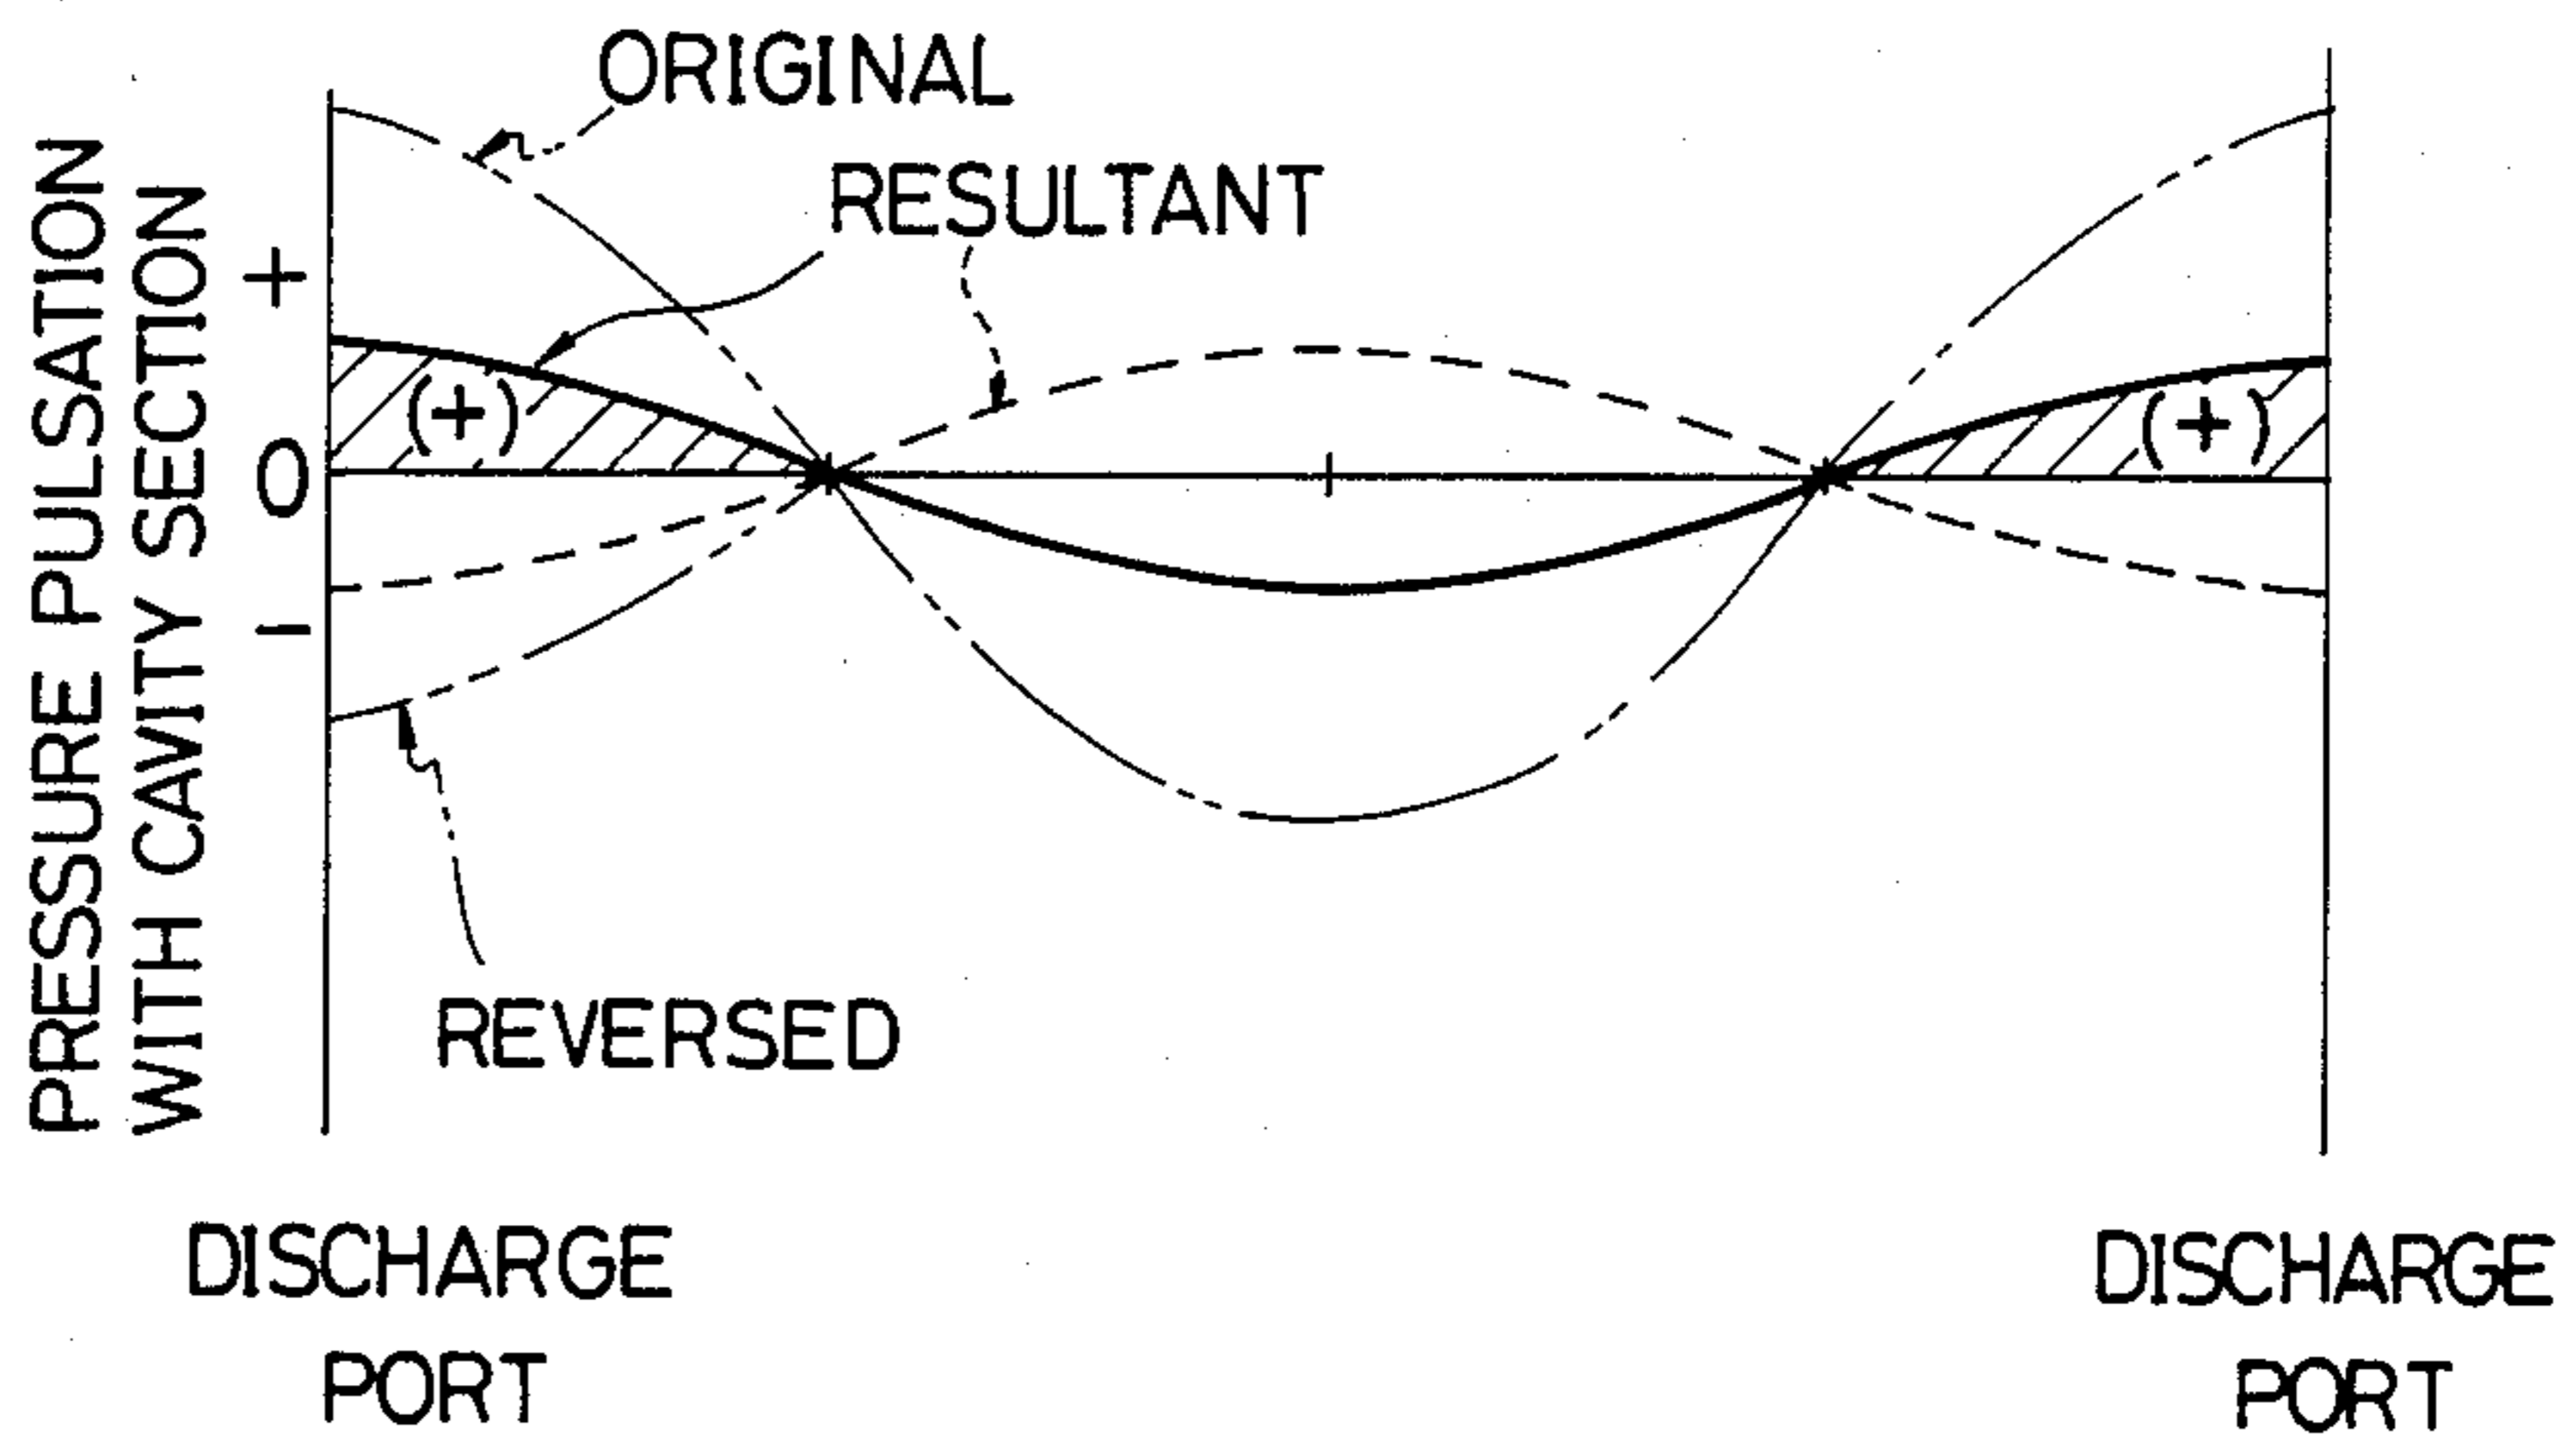 ORIGINAL
RESULTANT
PRESSURE PULSATION
WITH CAVITY SECTION
+
0
−
(+)
(+)
REVERSED
DISCHARGE
PORT
DISCHARGE
PORT